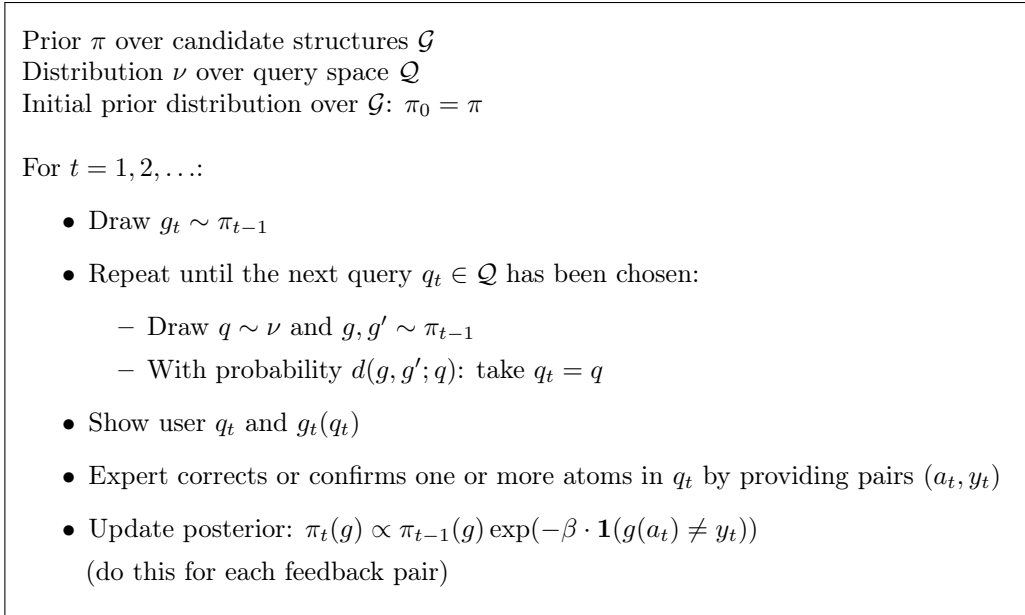 Prior π over candidate structures 𝒢
Distribution ν over query space 𝒬
Initial prior distribution over 𝒢: π₀ = π
For t = 1, 2, …:
• Draw gₜ ∼ πₜ₋₁
• Repeat until the next query qₜ ∈ 𝒬 has been chosen:
– Draw q ∼ ν and g, g′ ∼ πₜ₋₁
– With probability d(g, g′; q): take qₜ = q
• Show user qₜ and gₜ(qₜ)
• Expert corrects or confirms one or more atoms in qₜ by providing pairs (aₜ, yₜ)
• Update posterior: πₜ(g) ∝ πₜ₋₁(g) exp(−β · 𝟏(g(aₜ) ≠ yₜ))
(do this for each feedback pair)